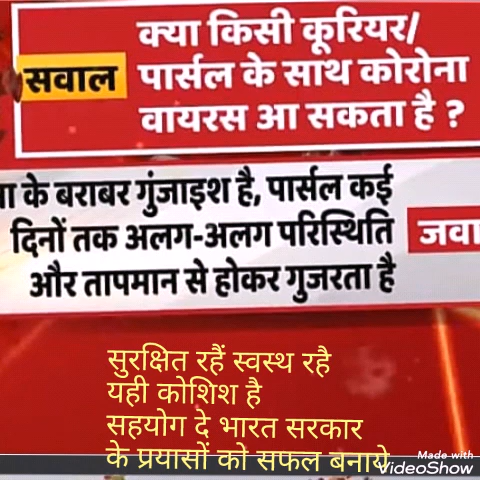 सवाल
क्या किसी कूरियर/
पार्सल के साथ कोरोना
वायरस आ सकता है ?
के बराबर गुंजाइश है, पार्सल कई
दिनों तक अलग-अलग परिस्थिति
और तापमान से होकर गुजरता है
जवा
सुरक्षित रहैं स्वस्थ रहै
यही कोशिश है
सहयोग दे भारत सरकार
के प्रयासों को सफल बनाये
Made with
VideoShow